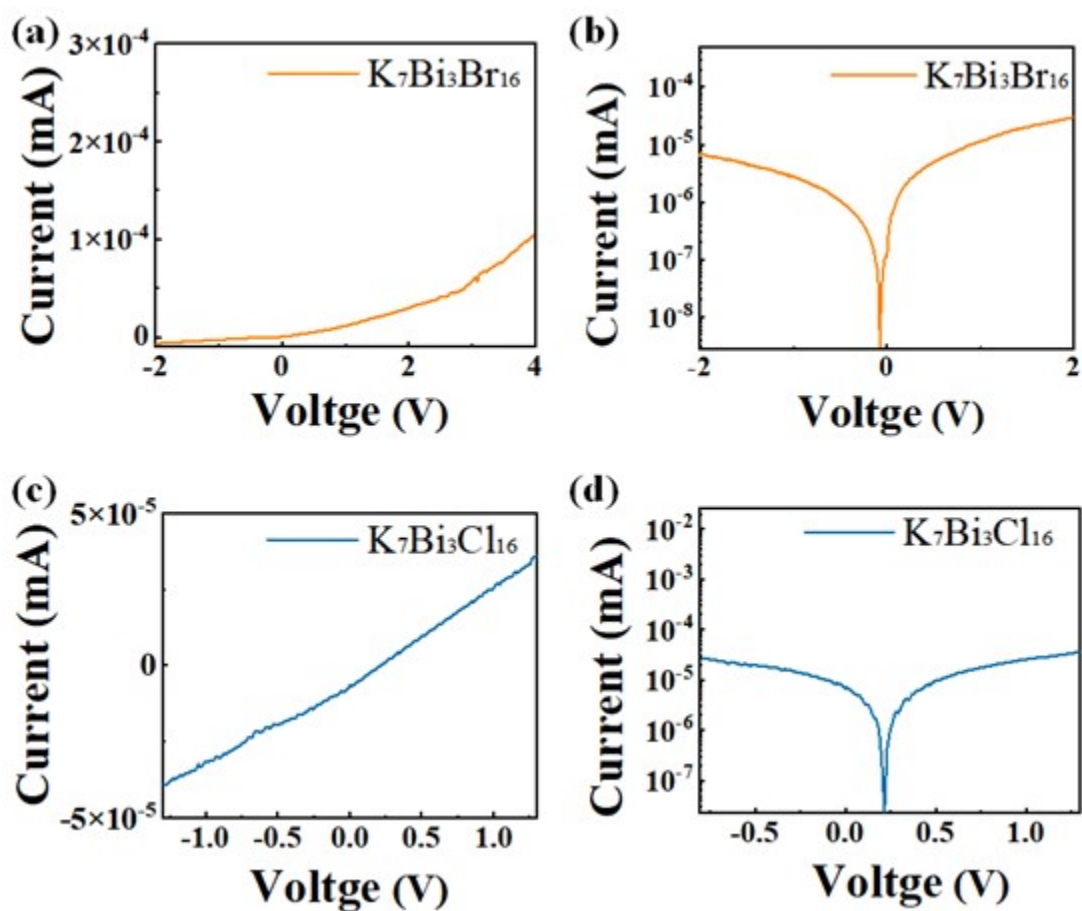 (a)
3×10⁻⁴
2×10⁻⁴
1×10⁻⁴
0
Current (mA)
K₇Bi₃Br₁₆
-2 0 2 4
Voltge (V)
(b)
10⁻⁴
10⁻⁵
10⁻⁶
10⁻⁷
10⁻⁸
Current (mA)
K₇Bi₃Br₁₆
-2 0 2
Voltge (V)
(c)
5×10⁻⁵
0
-5×10⁻⁵
Current (mA)
K₇Bi₃Cl₁₆
-1.0 -0.5 0.0 0.5 1.0
Voltge (V)
(d)
10⁻²
10⁻³
10⁻⁴
10⁻⁵
10⁻⁶
10⁻⁷
Current (mA)
K₇Bi₃Cl₁₆
-0.5 0.0 0.5 1.0
Voltge (V)